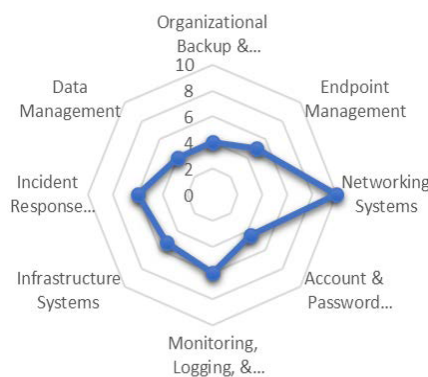 Organizational
Backup &...
10
8
6
4
2
0
Endpoint
Management
Networking
Systems
Account &
Password...
Monitoring,
Logging, &...
Infrastructure
Systems
Incident
Response...
Data
Management